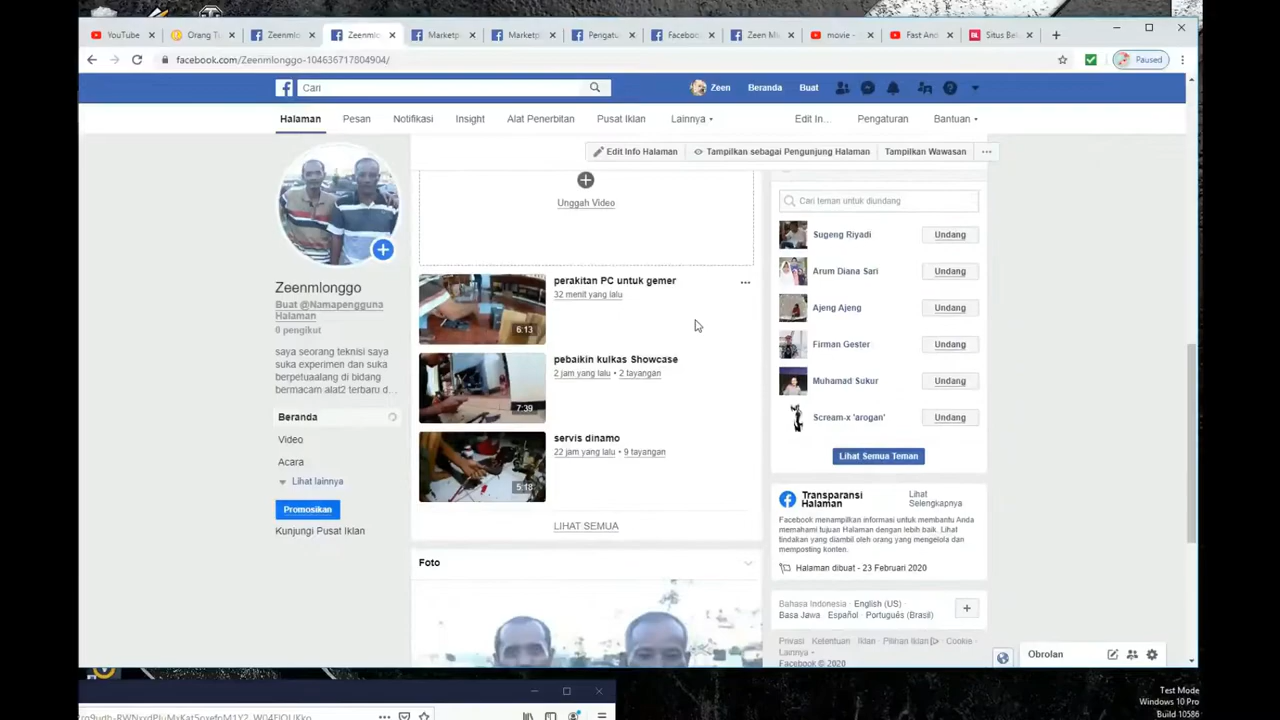 YouTube
Orang Tu
Zeenmlo
Zeenmlo
Marketp
Marketp
Pengatu
Faceboo
Zeen Ml
movie -
Fast And
Situs Bel
facebook.com/Zeenmlonggo-104636717804904/
Paused
Cari
Zeen
Beranda
Buat
Halaman
Pesan
Notifikasi
Insight
Alat Penerbitan
Pusat Iklan
Lainnya
Edit In...
Pengaturan
Bantuan
Edit Info Halaman
Tampilkan sebagai Pengunjung Halaman
Tampilkan Wawasan
Zeenmlonggo
Buat @Namapengguna
Halaman
0 pengikut
saya seorang teknisi saya
suka experimen dan suka
berpetuaalang di bidang
bermacam alat2 terbaru d...
Beranda
Video
Acara
Lihat lainnya
Promosikan
Kunjungi Pusat Iklan
Unggah Video
perakitan PC untuk gemer
32 menit yang lalu
6:13
pebaikin kulkas Showcase
2 jam yang lalu • 2 tayangan
7:39
servis dinamo
22 jam yang lalu • 9 tayangan
5:18
LIHAT SEMUA
Foto
Cari teman untuk diundang
Sugeng Riyadi Undang
Arum Diana Sari Undang
Ajeng Ajeng Undang
Firman Gester Undang
Muhamad Sukur Undang
Scream-x 'arogan' Undang
Lihat Semua Teman
Transparansi
Halaman
Lihat
Selengkapnya
Facebook menampilkan informasi untuk membantu Anda
memahami tujuan Halaman dengan lebih baik. Lihat
tindakan yang diambil oleh orang yang mengelola dan
memposting konten.
Halaman dibuat - 23 Februari 2020
Bahasa Indonesia · English (US) ·
Basa Jawa · Español · Português (Brasil)
Privasi · Ketentuan · Iklan · Pilihan Iklan · Cookie ·
Lainnya
Facebook © 2020
Obrolan
Test Mode
Windows 10 Pro
Build 10586